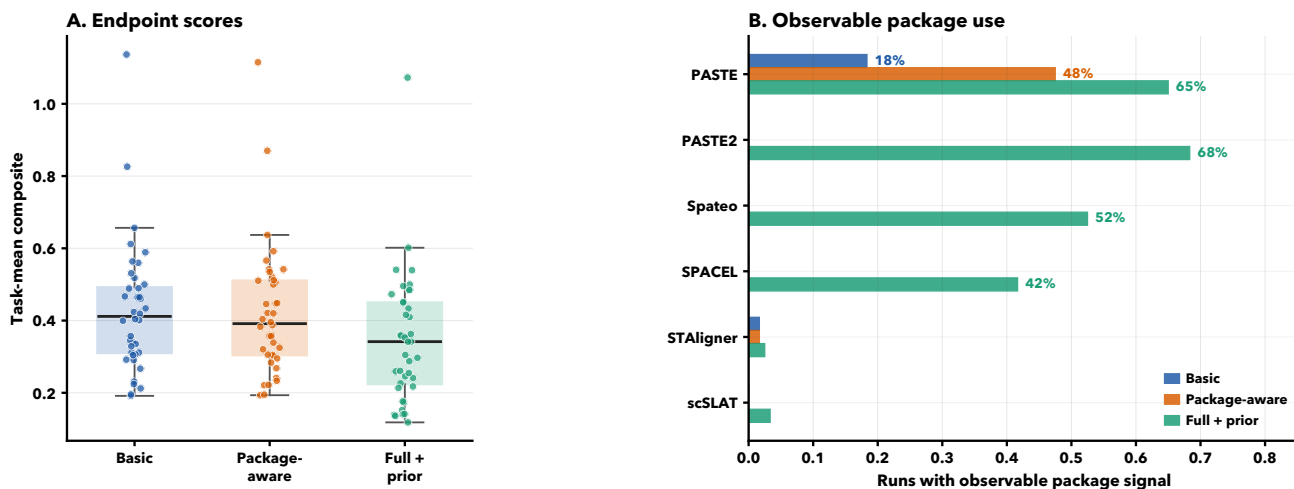 A. Endpoint scores
Task-mean composite
1.0
0.8
0.6
0.4
0.2
Basic
Package-
aware
Full +
prior
B. Observable package use
PASTE
PASTE2
Spateo
SPACEL
STAligner
scSLAT
18%
48%
65%
68%
52%
42%
Basic
Package-aware
Full + prior
0.0 0.1 0.2 0.3 0.4 0.5 0.6 0.7 0.8
Runs with observable package signal